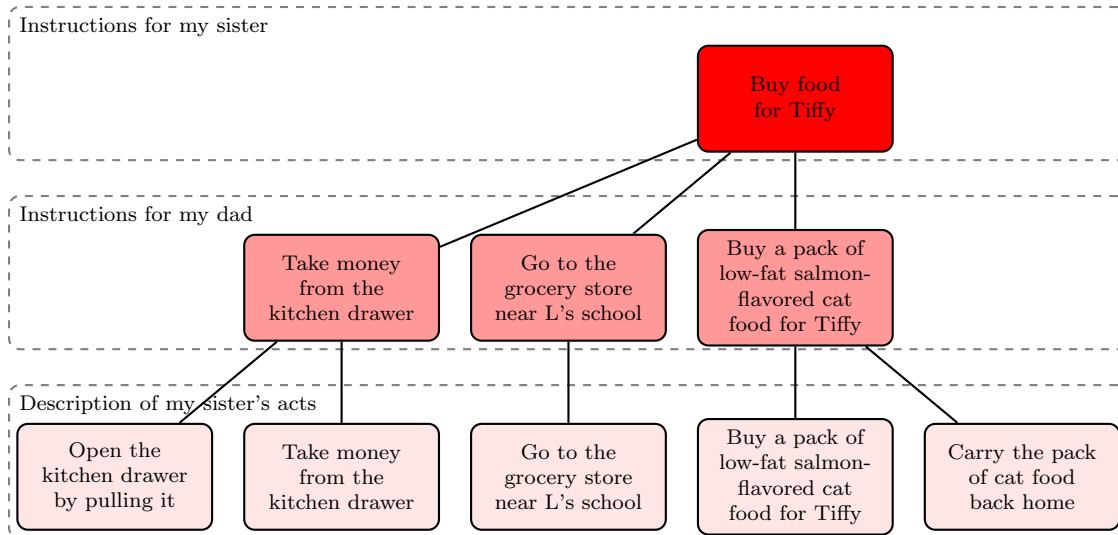 Instructions for my sister
Buy food
for Tiffy
Instructions for my dad
Take money
from the
kitchen drawer
Go to the
grocery store
near L's school
Buy a pack of
low-fat salmon-
flavored cat
food for Tiffy
Description of my sister's acts
Open the
kitchen drawer
by pulling it
Take money
from the
kitchen drawer
Go to the
grocery store
near L's school
Buy a pack of
low-fat salmon-
flavored cat
food for Tiffy
Carry the pack
of cat food
back home